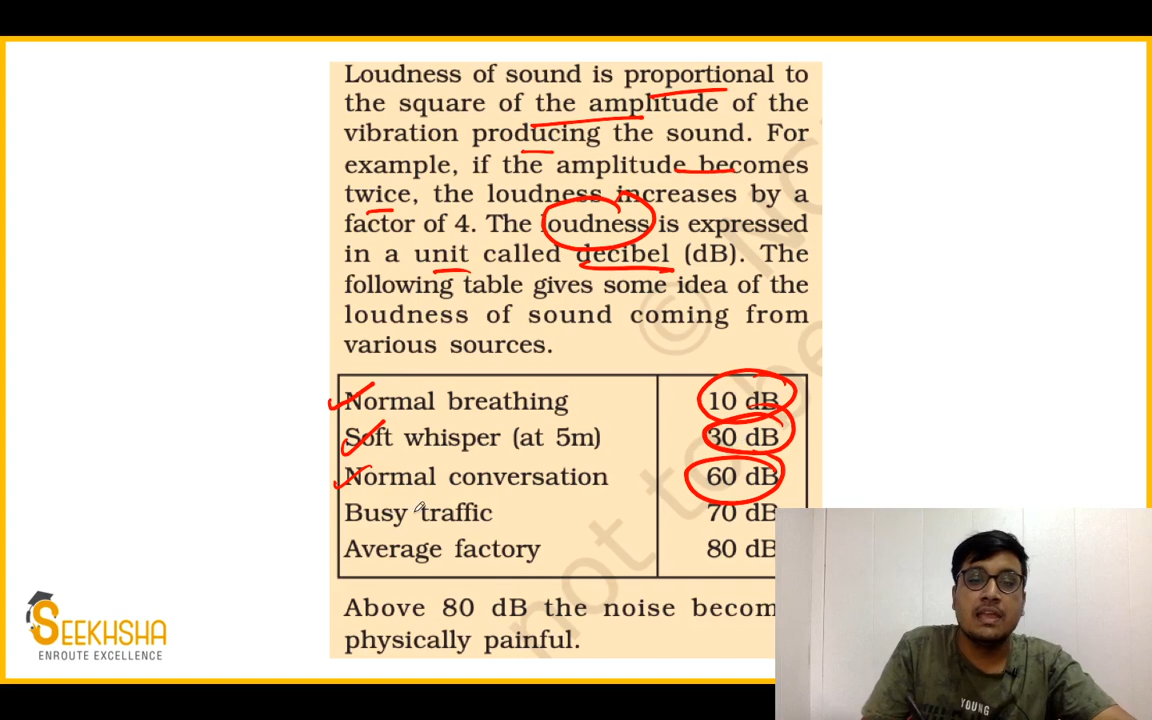 Loudness of sound is proportional to
the square of the amplitude of the
vibration producing the sound. For
example, if the amplitude becomes
twice, the loudness increases by a
factor of 4. The loudness is expressed
in a unit called decibel (dB). The
following table gives some idea of the
loudness of sound coming from
various sources.
Normal breathing 10 dB
Soft whisper (at 5m) 30 dB
Normal conversation 60 dB
Busy traffic 70 dB
Average factory 80 dB
Above 80 dB the noise becom
physically painful.
SEEKHSHA
ENROUTE EXCELLENCE
not to be
© NC
YOUNG